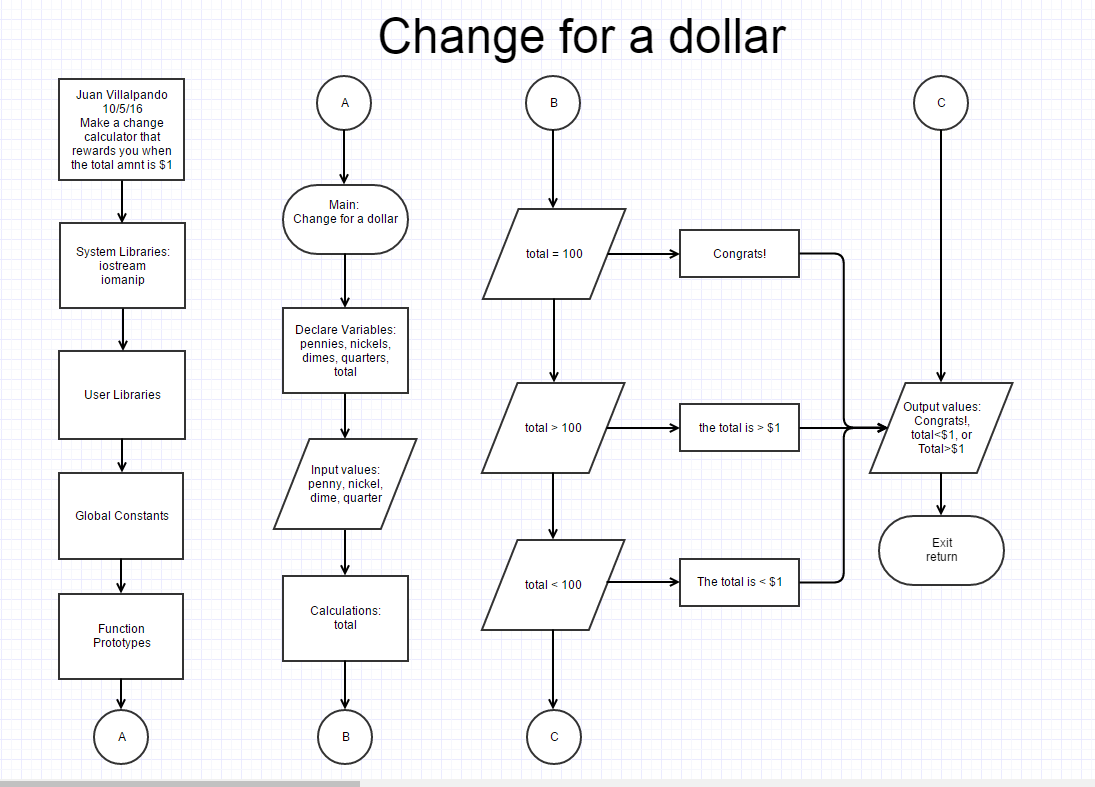 Change for a dollar
Juan Villalpando
10/5/16
Make a change
calculator that
rewards you when
the total amnt is $1
System Libraries:
iostream
iomanip
User Libraries
Global Constants
Function
Prototypes
A
A
Main:
Change for a dollar
Declare Variables:
pennies, nickels,
dimes, quarters,
total
Input values:
penny, nickel,
dime, quarter
Calculations:
total
B
B
total = 100
Congrats!
total > 100
the total is > $1
total < 100
The total is < $1
C
C
Output values:
Congrats!,
total<$1, or
Total>$1
Exit
return